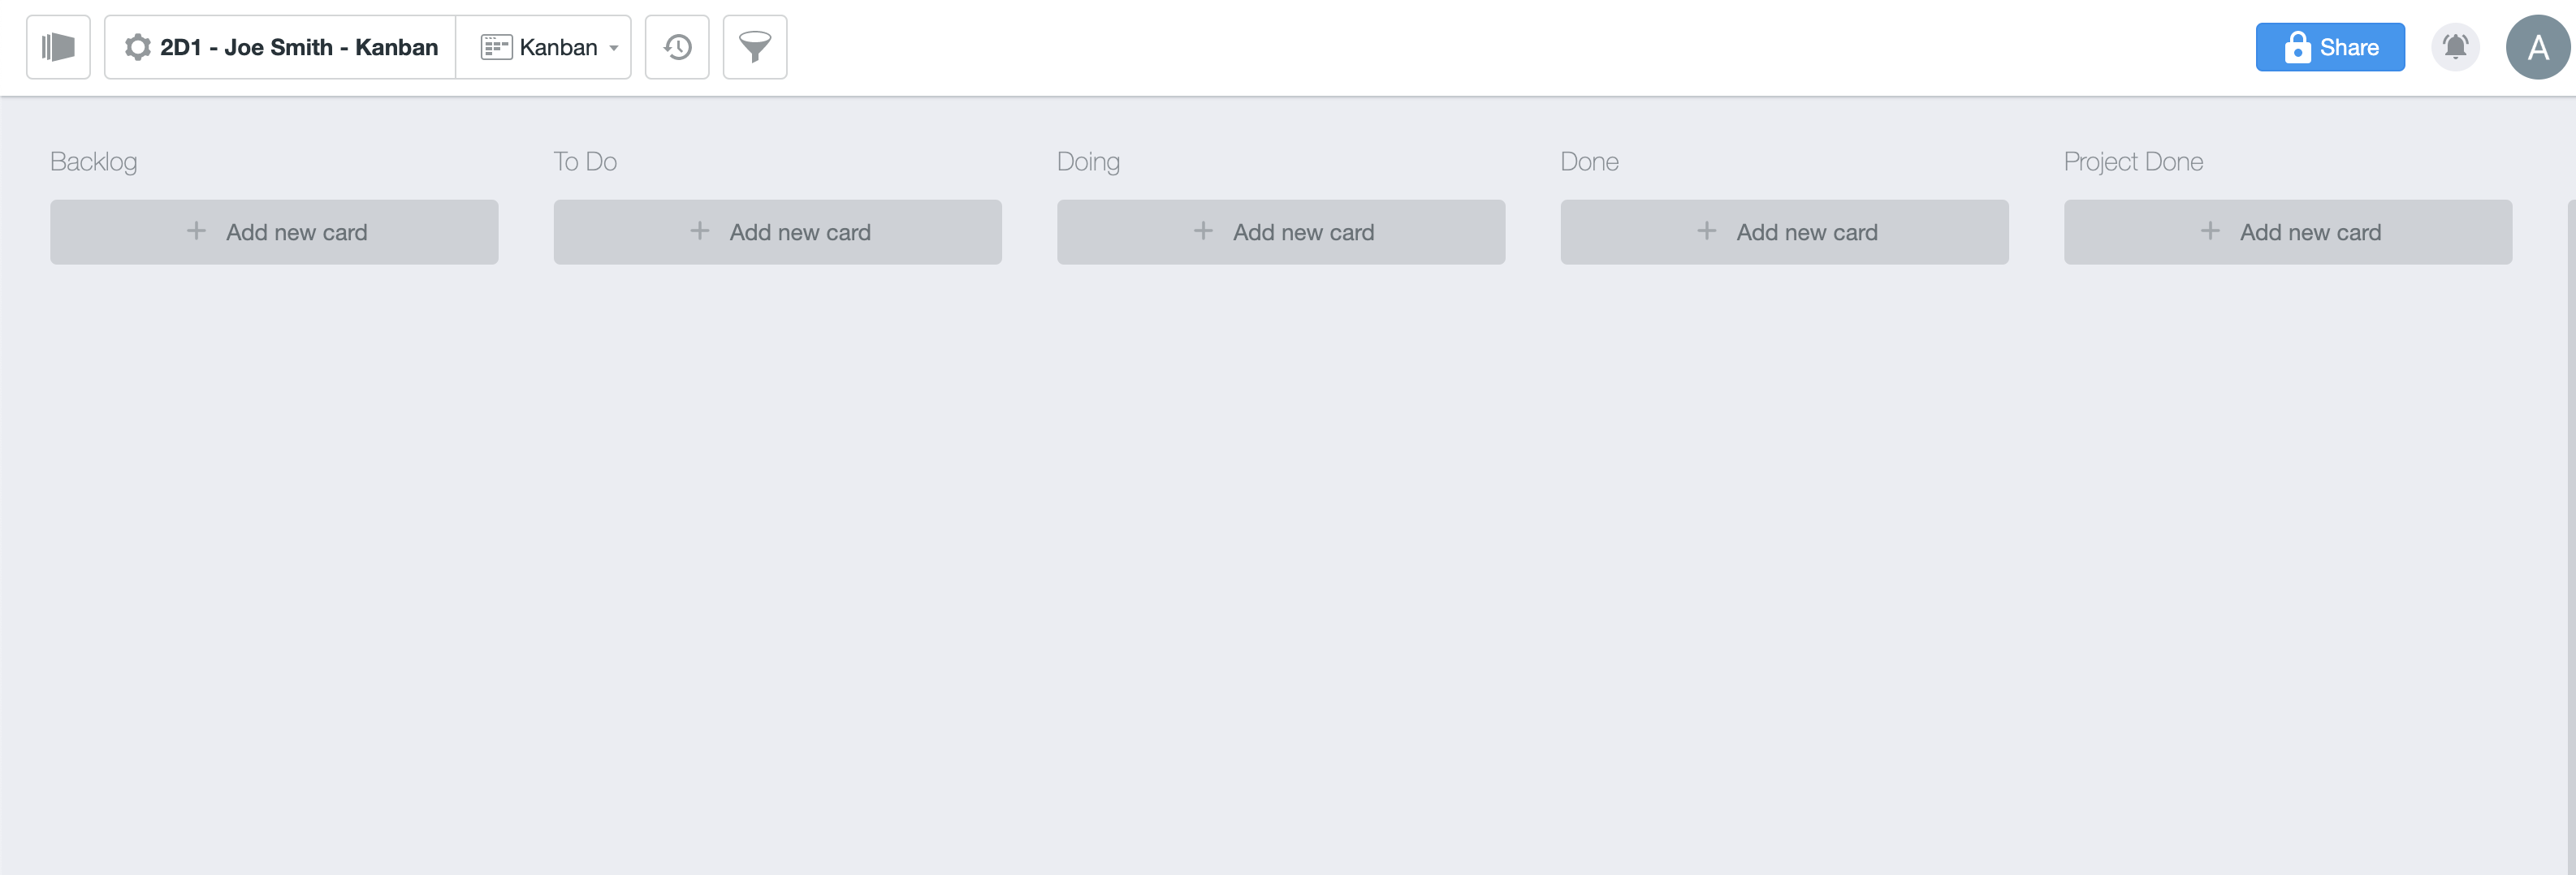 2D1 - Joe Smith - Kanban Kanban Share A
Backlog To Do Doing Done Project Done
+ Add new card + Add new card + Add new card + Add new card + Add new card